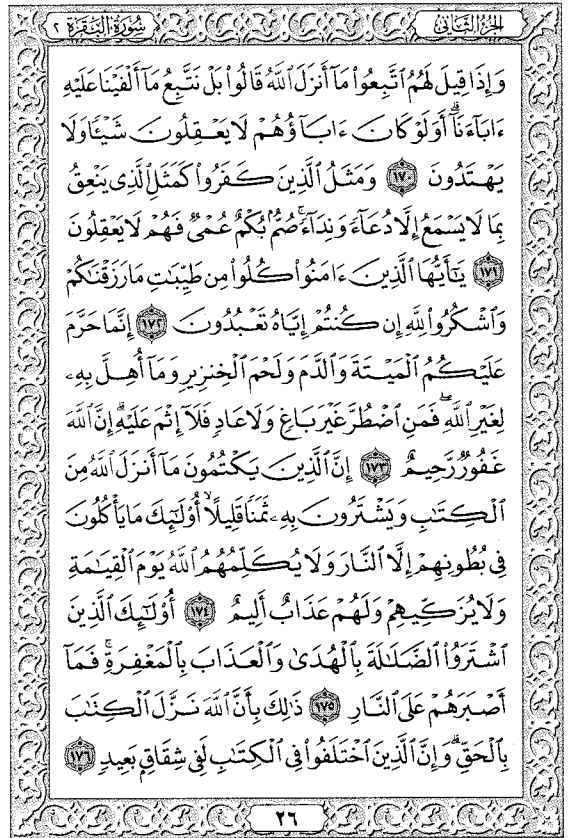 الجزء الثاني
سورة البقرة ٢
وَإِذَا قِيلَ لَهُمُ ٱتَّبِعُوا۟ مَآ أَنزَلَ ٱللَّهُ قَالُوا۟ بَلْ نَتَّبِعُ مَآ أَلْفَيْنَا عَلَيْهِ
ءَابَآءَنَآ ۗ أَوَلَوْ كَانَ ءَابَآؤُهُمْ لَا يَعْقِلُونَ شَيْـًٔا وَلَا
يَهْتَدُونَ ١٧٠ وَمَثَلُ ٱلَّذِينَ كَفَرُوا۟ كَمَثَلِ ٱلَّذِى يَنْعِقُ
بِمَا لَا يَسْمَعُ إِلَّا دُعَآءً وَنِدَآءً ۚ صُمٌّۢ بُكْمٌ عُمْىٌ فَهُمْ لَا يَعْقِلُونَ
١٧١ يَـٰٓأَيُّهَا ٱلَّذِينَ ءَامَنُوا۟ كُلُوا۟ مِن طَيِّبَـٰتِ مَا رَزَقْنَـٰكُمْ
وَٱشْكُرُوا۟ لِلَّهِ إِن كُنتُمْ إِيَّاهُ تَعْبُدُونَ ١٧٢ إِنَّمَا حَرَّمَ
عَلَيْكُمُ ٱلْمَيْتَةَ وَٱلدَّمَ وَلَحْمَ ٱلْخِنزِيرِ وَمَآ أُهِلَّ بِهِۦ
لِغَيْرِ ٱللَّهِ ۖ فَمَنِ ٱضْطُرَّ غَيْرَ بَاغٍ وَلَا عَادٍ فَلَآ إِثْمَ عَلَيْهِ ۚ إِنَّ ٱللَّهَ
غَفُورٌ رَّحِيمٌ ١٧٣ إِنَّ ٱلَّذِينَ يَكْتُمُونَ مَآ أَنزَلَ ٱللَّهُ مِنَ
ٱلْكِتَـٰبِ وَيَشْتَرُونَ بِهِۦ ثَمَنًا قَلِيلًا ۙ أُو۟لَـٰٓئِكَ مَا يَأْكُلُونَ
فِى بُطُونِهِمْ إِلَّا ٱلنَّارَ وَلَا يُكَلِّمُهُمُ ٱللَّهُ يَوْمَ ٱلْقِيَـٰمَةِ
وَلَا يُزَكِّيهِمْ وَلَهُمْ عَذَابٌ أَلِيمٌ ١٧٤ أُو۟لَـٰٓئِكَ ٱلَّذِينَ
ٱشْتَرَوُا۟ ٱلضَّلَـٰلَةَ بِٱلْهُدَىٰ وَٱلْعَذَابَ بِٱلْمَغْفِرَةِ ۚ فَمَآ
أَصْبَرَهُمْ عَلَى ٱلنَّارِ ١٧٥ ذَٰلِكَ بِأَنَّ ٱللَّهَ نَزَّلَ ٱلْكِتَـٰبَ
بِٱلْحَقِّ ۗ وَإِنَّ ٱلَّذِينَ ٱخْتَلَفُوا۟ فِى ٱلْكِتَـٰبِ لَفِى شِقَاقٍۭ بَعِيدٍ ١٧٦
٢٦